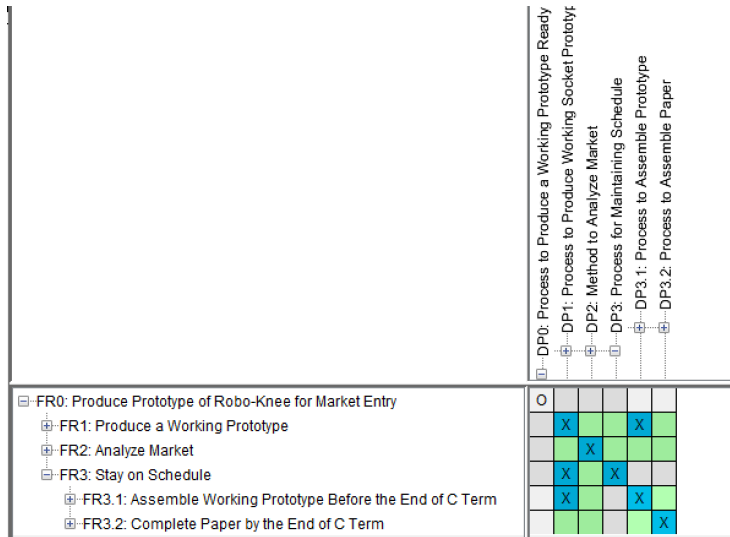 DP0: Process to Produce a Working Prototype Ready
DP1: Process to Produce Working Socket
DP2: Method to Analyze Market
DP3: Process for Maintaining Schedule
DP3.1: Process to Assemble Prototype
DP3.2: Process to Assemble Paper
FR0: Produce Prototype of Robo-Knee for Market Entry
O
FR1: Produce a Working Prototype
X X
FR2: Analyze Market
X
FR3: Stay on Schedule
X X
FR3.1: Assemble Working Prototype Before the End of C Term
X X
FR3.2: Complete Paper by the End of C Term
X